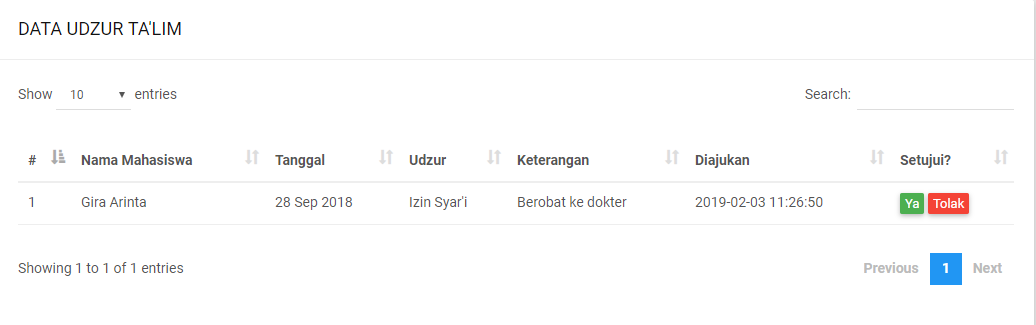 DATA UDZUR TA'LIM
Show 10 entries Search:
# Nama Mahasiswa Tanggal Udzur Keterangan Diajukan Setujui?
1 Gira Arinta 28 Sep 2018 Izin Syar'i Berobat ke dokter 2019-02-03 11:26:50 Ya Tolak
Showing 1 to 1 of 1 entries Previous 1 Next